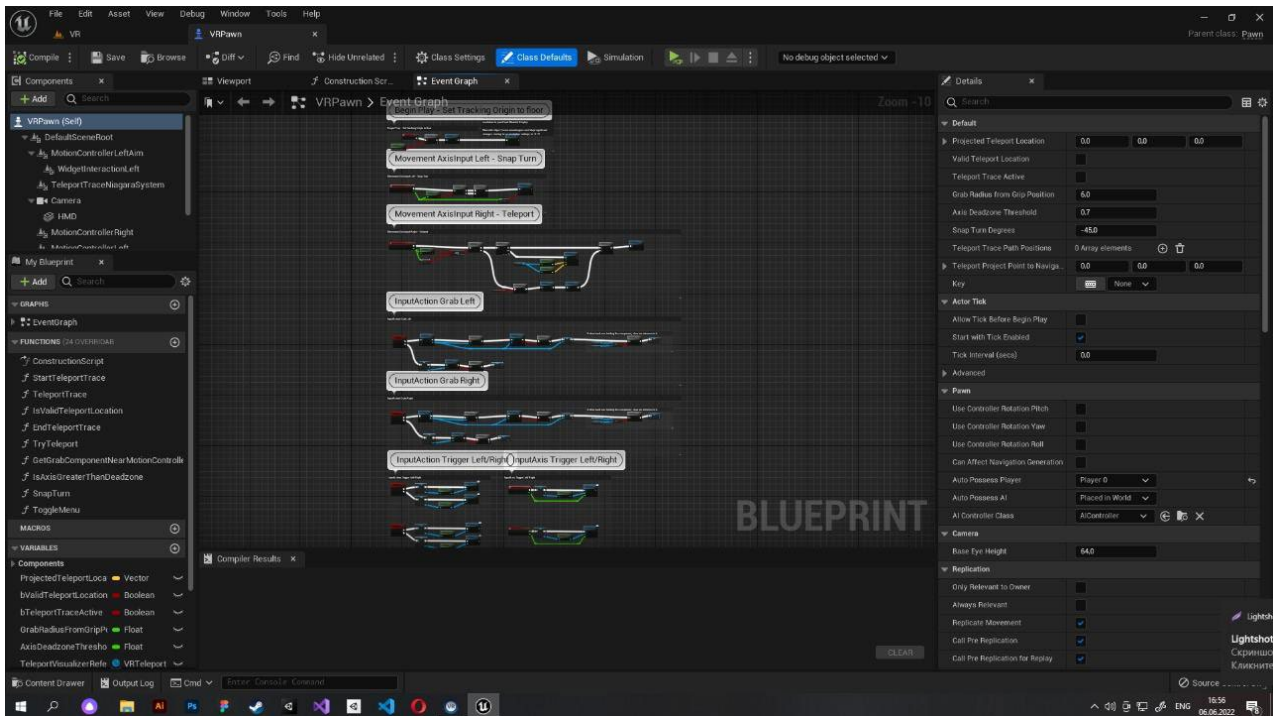 File Edit Asset View Debug Window Tools Help
VR
VRPawn
Parent class: Pawn
Compile Save Browse Diff Find Hide Unrelated Class Settings Class Defaults Simulation No debug object selected
Components
+ Add Search
VRPawn (Self)
DefaultSceneRoot
MotionControllerLeftAim
WidgetInteractionLeft
TeleportTraceNiagaraSystem
Camera
HMD
MotionControllerRight
MotionControllerLeft
My Blueprint
+ Add Search
GRAPHS
EventGraph
FUNCTIONS (24 OVERRIDAB
ConstructionScript
StartTeleportTrace
TeleportTrace
IsValidTeleportLocation
EndTeleportTrace
TryTeleport
GetGrabComponentNearMotionControlle
IsAxisGreaterThanDeadzone
SnapTurn
ToggleMenu
MACROS
VARIABLES
Components
ProjectedTeleportLoca Vector
bValidTeleportLocation Boolean
bTeleportTraceActive Boolean
GrabRadiusFromGripP Float
AxisDeadzoneThresho Float
TeleportVisualizerRefe VRTeleport
Viewport Construction Scr... Event Graph
VRPawn > Event Graph
Zoom -10
Begin Play - Set Tracking Origin to floor
Movement AxisInput Left - Snap Turn
Movement AxisInput Right - Teleport
InputAction Grab Left
InputAction Grab Right
InputAction Trigger Left/Right
InputAxis Trigger Left/Right
BLUEPRINT
Compiler Results
CLEAR
Details
Search
Default
Projected Teleport Location 0.0 0.0 0.0
Valid Teleport Location
Teleport Trace Active
Grab Radius from Grip Position 6.0
Axis Deadzone Threshold 0.7
Snap Turn Degrees -45.0
Teleport Trace Path Positions 0 Array elements
Teleport Project Point to Naviga... 0.0 0.0 0.0
Key None
Actor Tick
Allow Tick Before Begin Play
Start with Tick Enabled
Tick Interval (secs) 0.0
Advanced
Pawn
Use Controller Rotation Pitch
Use Controller Rotation Yaw
Use Controller Rotation Roll
Can Affect Navigation Generation
Auto Possess Player Player 0
Auto Possess AI Placed in World
AI Controller Class AIController
Camera
Base Eye Height 64.0
Replication
Only Relevant to Owner
Always Relevant
Replicate Movement
Call Pre Replication
Call Pre Replication for Replay
Lightsh
Lightshot
Скриншо
Кликните
Content Drawer Output Log Cmd Enter Console Command
Source
Ai Ps
ENG 16:56
06.06.2022